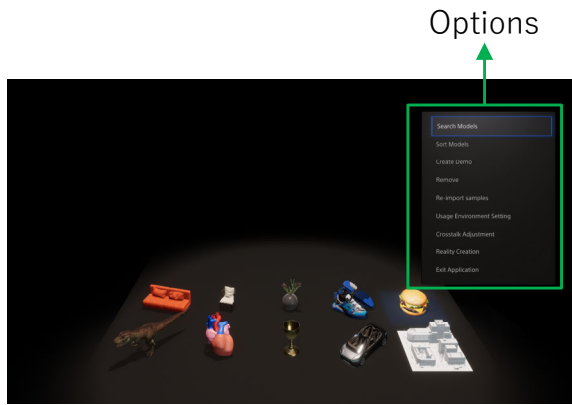 Options
Search Models
Sort Models
Create Demo
Remove
Re-import samples
Usage Environment Setting
Crosstalk Adjustment
Reality Creation
Exit Application